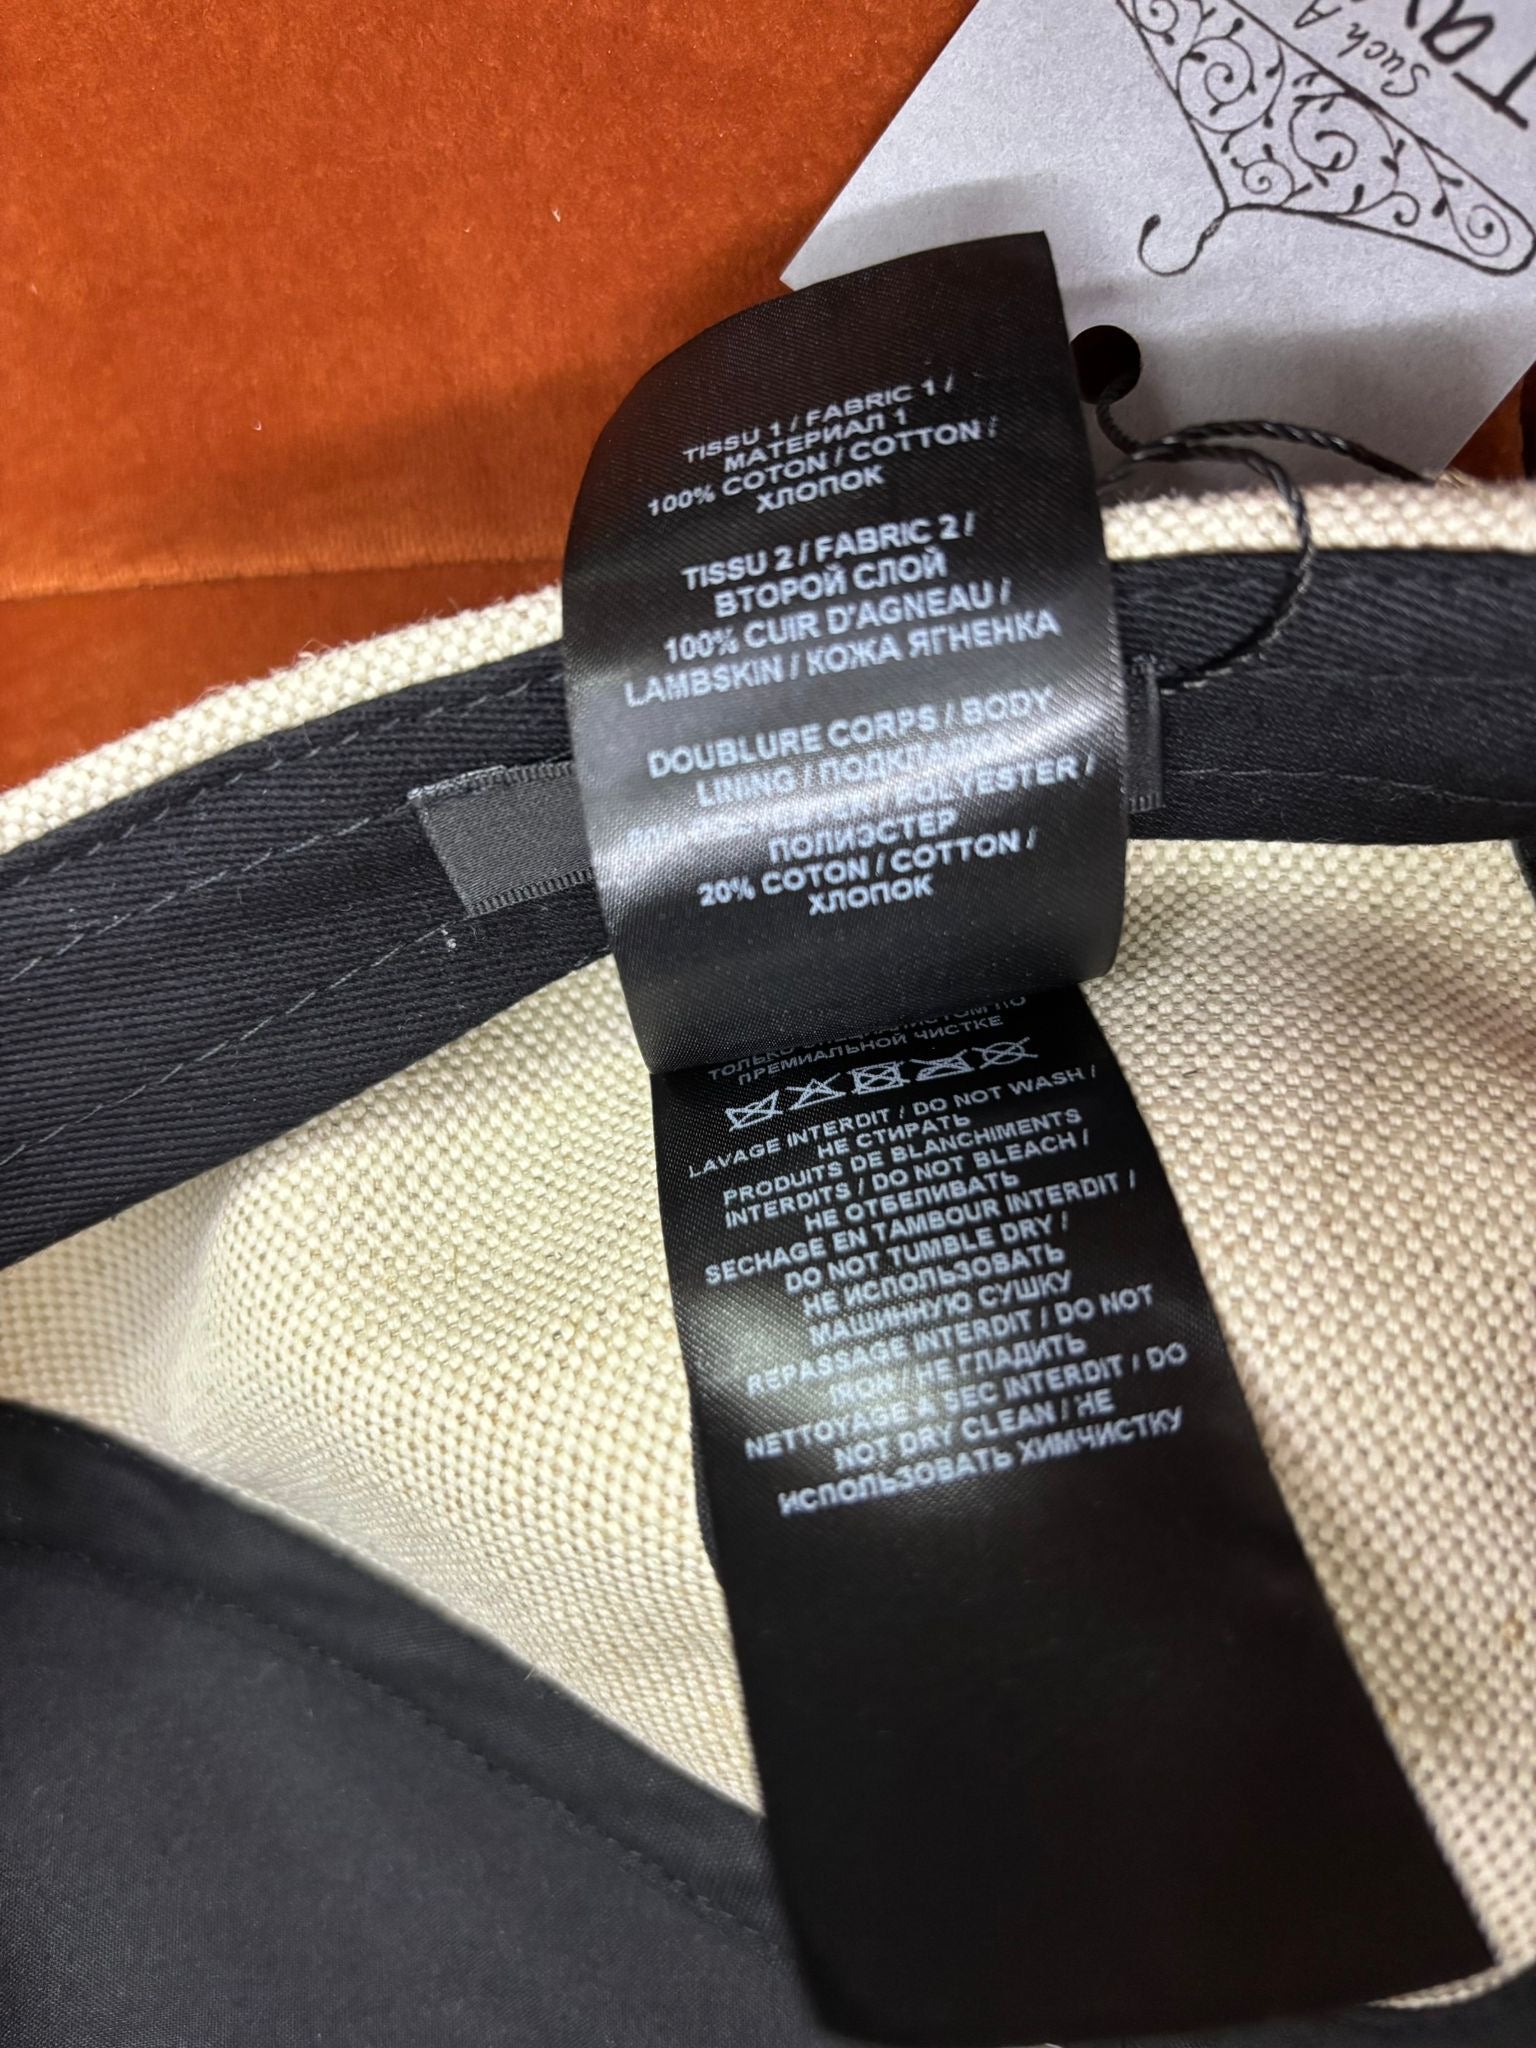 Such A
TISSU 1 / FABRIC 1 /
МАТЕРИАЛ 1
100% COTON / COTTON /
ХЛОПОК
TISSU 2 / FABRIC 2 /
ВТОРОЙ СЛОЙ
100% CUIR D'AGNEAU /
LAMBSKIN / КОЖА ЯГНЕНКА
DOUBLURE CORPS / BODY
LINING / ПОДКЛАДКА
POLYESTER /
ПОЛИЭСТЕР
20% COTON / COTTON /
ХЛОПОК
ТОЛЬКО
ПРЕМИАЛЬНОЙ ЧИСТКЕ
LAVAGE INTERDIT / DO NOT WASH /
НЕ СТИРАТЬ
PRODUITS DE BLANCHIMENTS
INTERDITS / DO NOT BLEACH /
НЕ ОТБЕЛИВАТЬ
SECHAGE EN TAMBOUR INTERDIT /
DO NOT TUMBLE DRY /
НЕ ИСПОЛЬЗОВАТЬ
МАШИННУЮ СУШКУ
REPASSAGE INTERDIT / DO NOT
IRON / НЕ ГЛАДИТЬ
NETTOYAGE A SEC INTERDIT / DO
NOT DRY CLEAN / НЕ
ИСПОЛЬЗОВАТЬ ХИМЧИСТКУ